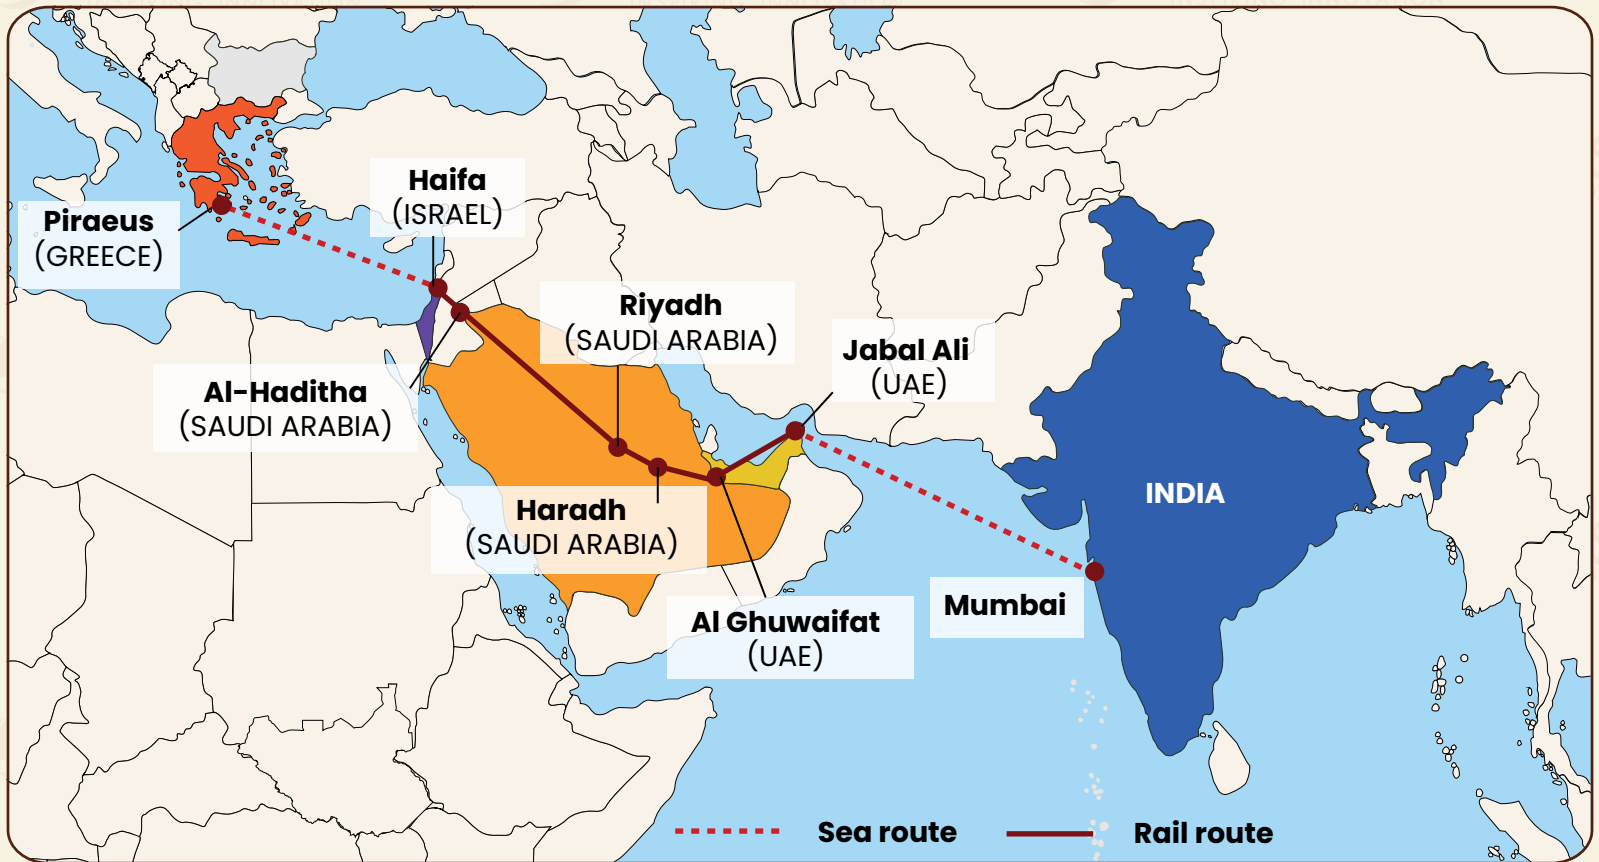 Haifa
(ISRAEL)
Piraeus
(GREECE)
Riyadh
(SAUDI ARABIA)
Jabal Ali
(UAE)
Al-Haditha
(SAUDI ARABIA)
INDIA
Haradh
(SAUDI ARABIA)
Mumbai
Al Ghuwaifat
(UAE)
Sea route
Rail route